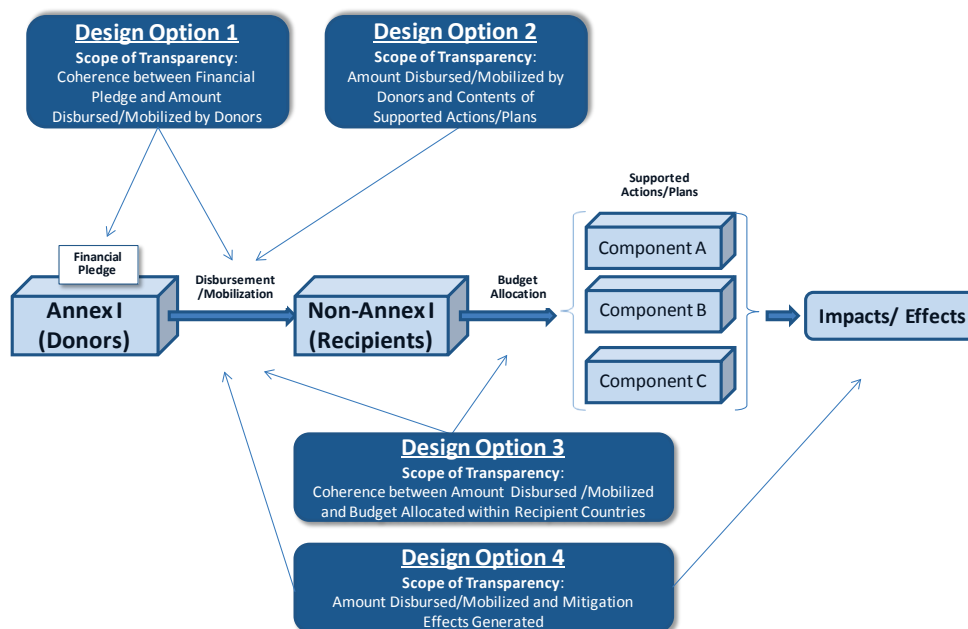 Design Option 1
Scope of Transparency:
Coherence between Financial
Pledge and Amount
Disbursed/Mobilized by Donors
Design Option 2
Scope of Transparency:
Amount Disbursed/Mobilized by
Donors and Contents of
Supported Actions/Plans
Supported
Actions/Plans
Financial
Pledge
Annex I
(Donors)
Disbursement
/Mobilization
Non-Annex I
(Recipients)
Budget
Allocation
Component A
Component B
Component C
Impacts/ Effects
Design Option 3
Scope of Transparency:
Coherence between Amount Disbursed /Mobilized
and Budget Allocated within Recipient Countries
Design Option 4
Scope of Transparency:
Amount Disbursed/Mobilized and Mitigation
Effects Generated